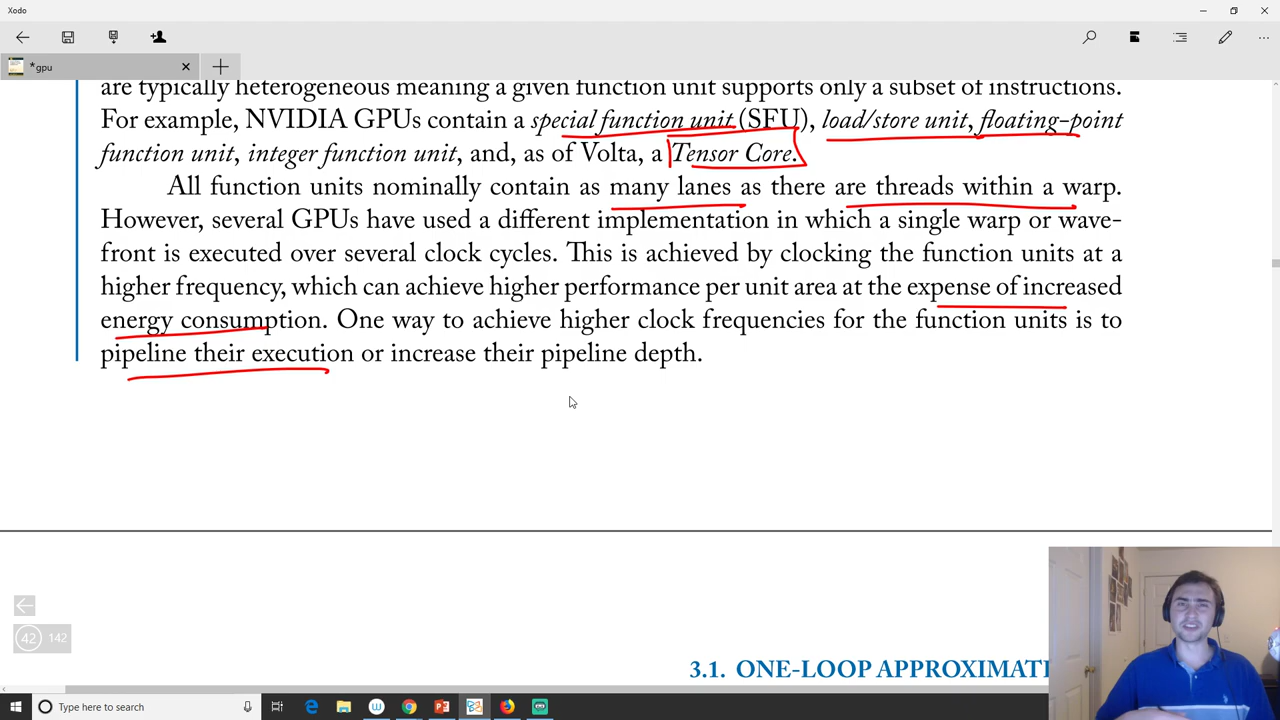 Xodo
*gpu
are typically heterogeneous meaning a given function unit supports only a subset of instructions.
For example, NVIDIA GPUs contain a special function unit (SFU), load/store unit, floating-point
function unit, integer function unit, and, as of Volta, a Tensor Core.
All function units nominally contain as many lanes as there are threads within a warp.
However, several GPUs have used a different implementation in which a single warp or wave-
front is executed over several clock cycles. This is achieved by clocking the function units at a
higher frequency, which can achieve higher performance per unit area at the expense of increased
energy consumption. One way to achieve higher clock frequencies for the function units is to
pipeline their execution or increase their pipeline depth.
42 142
3.1. ONE-LOOP APPROXIMATI
Type here to search